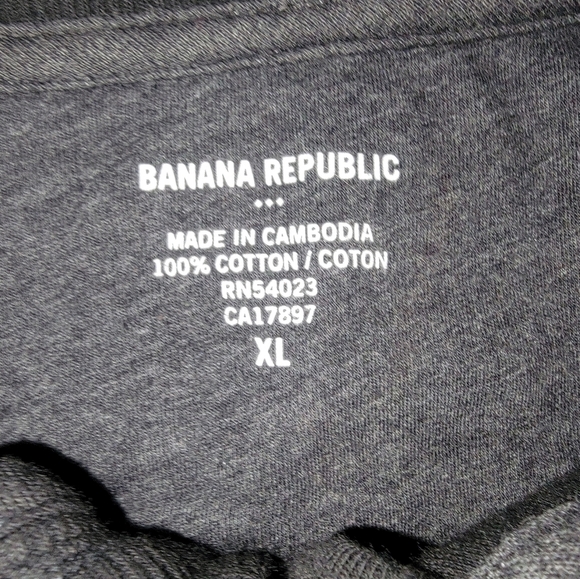 BANANA REPUBLIC
MADE IN CAMBODIA
100% COTTON / COTON
RN54023
CA17897
XL